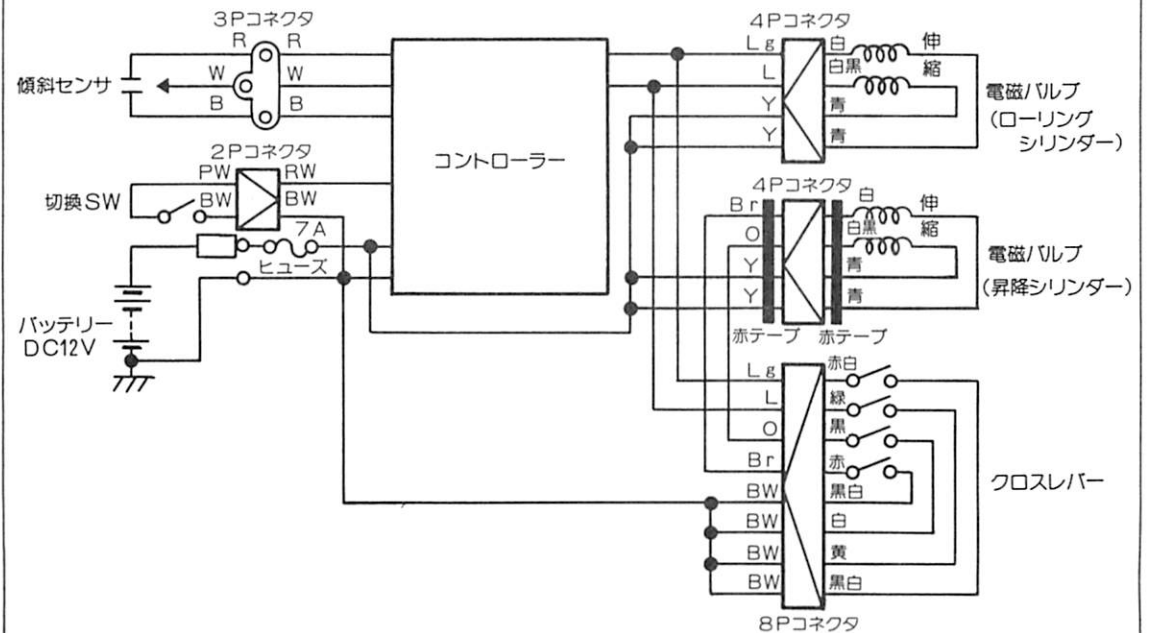 3Pコネクタ
R
R
W
W
B
B
傾斜センサ
2Pコネクタ
PW
RW
BW
BW
切換SW
7A
ヒューズ
バッテリー
DC12V
コントローラー
4Pコネクタ
Lg
白
伸
L
白黒
縮
Y
青
Y
青
電磁バルブ
(ローリング
シリンダー)
4Pコネクタ
Br
白
伸
O
白黒
縮
Y
青
Y
青
電磁バルブ
(昇降シリンダー)
赤テープ
赤テープ
Lg
赤白
L
緑
O
黒
Br
赤
BW
黒白
BW
白
BW
黄
BW
黒白
クロスレバー
8Pコネクタ